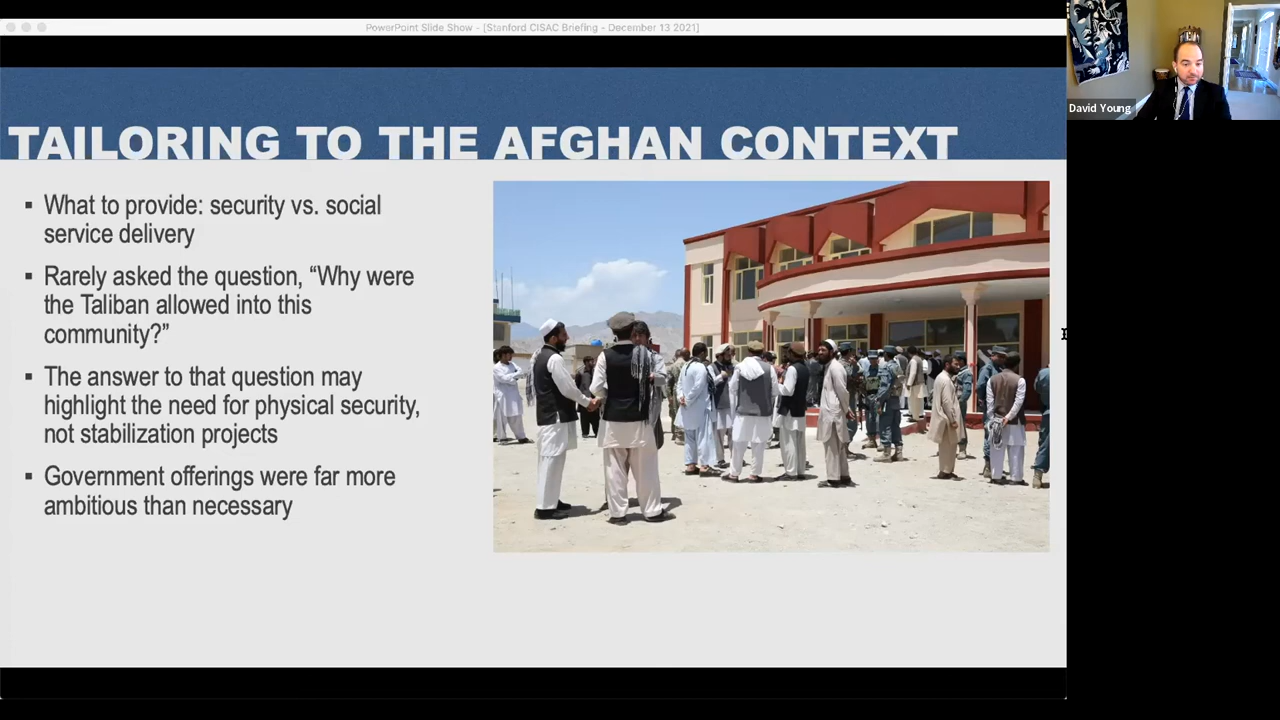 PowerPoint Slide Show - [Stanford CISAC Briefing - December 13 2021]
David Young
TAILORING TO THE AFGHAN CONTEXT
▪ What to provide: security vs. social
service delivery
▪ Rarely asked the question, “Why were
the Taliban allowed into this
community?”
▪ The answer to that question may
highlight the need for physical security,
not stabilization projects
▪ Government offerings were far more
ambitious than necessary